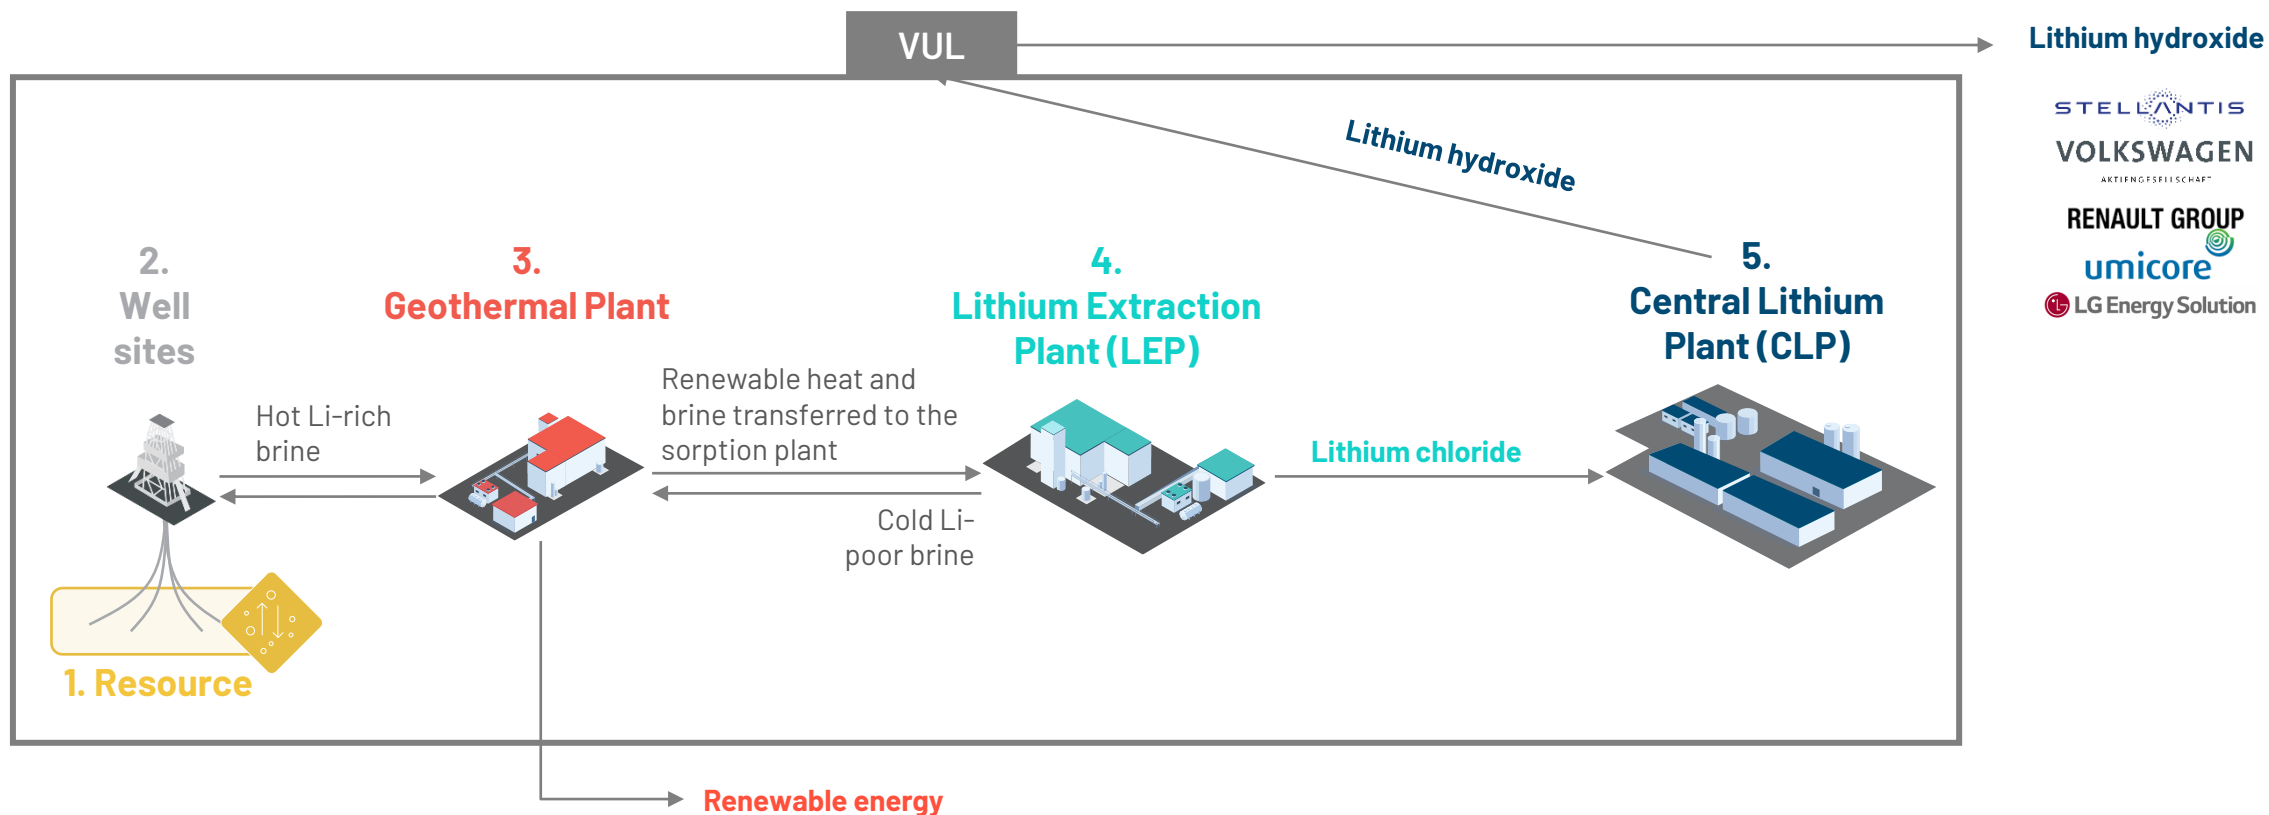 VUL
Lithium hydroxide
STELLANTIS
VOLKSWAGEN
AKTIENGESELLSCHAFT
RENAULT GROUP
umicore
LG Energy Solution
Lithium hydroxide
2.
Well
sites
3.
Geothermal Plant
4.
Lithium Extraction
Plant (LEP)
5.
Central Lithium
Plant (CLP)
Hot Li-rich
brine
Renewable heat and
brine transferred to the
sorption plant
Cold Li-
poor brine
Lithium chloride
1. Resource
Renewable energy